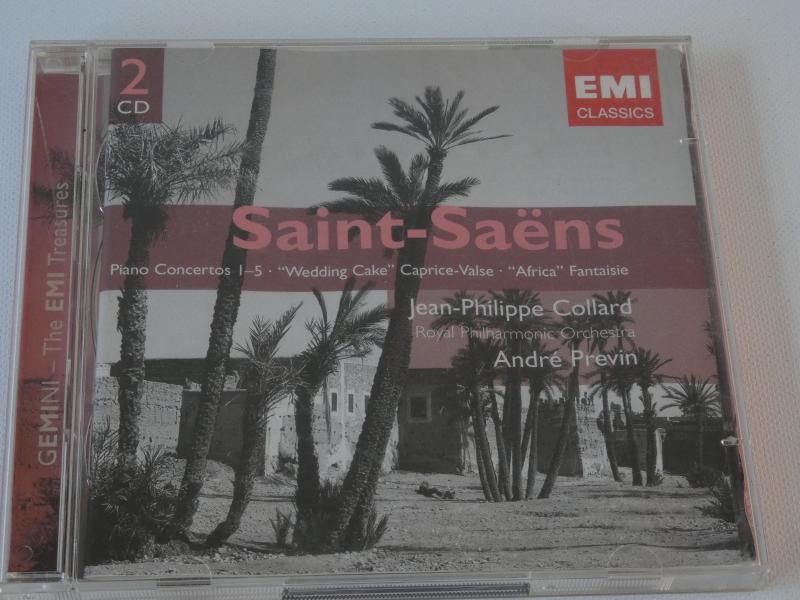 2
CD
EMI
CLASSICS
Saint-Saëns
Piano Concertos 1–5 · “Wedding Cake” Caprice-Valse · “Africa” Fantaisie
Jean-Philippe Collard
Royal Philharmonic Orchestra
André Previn
GEMINI – The EMI Treasures